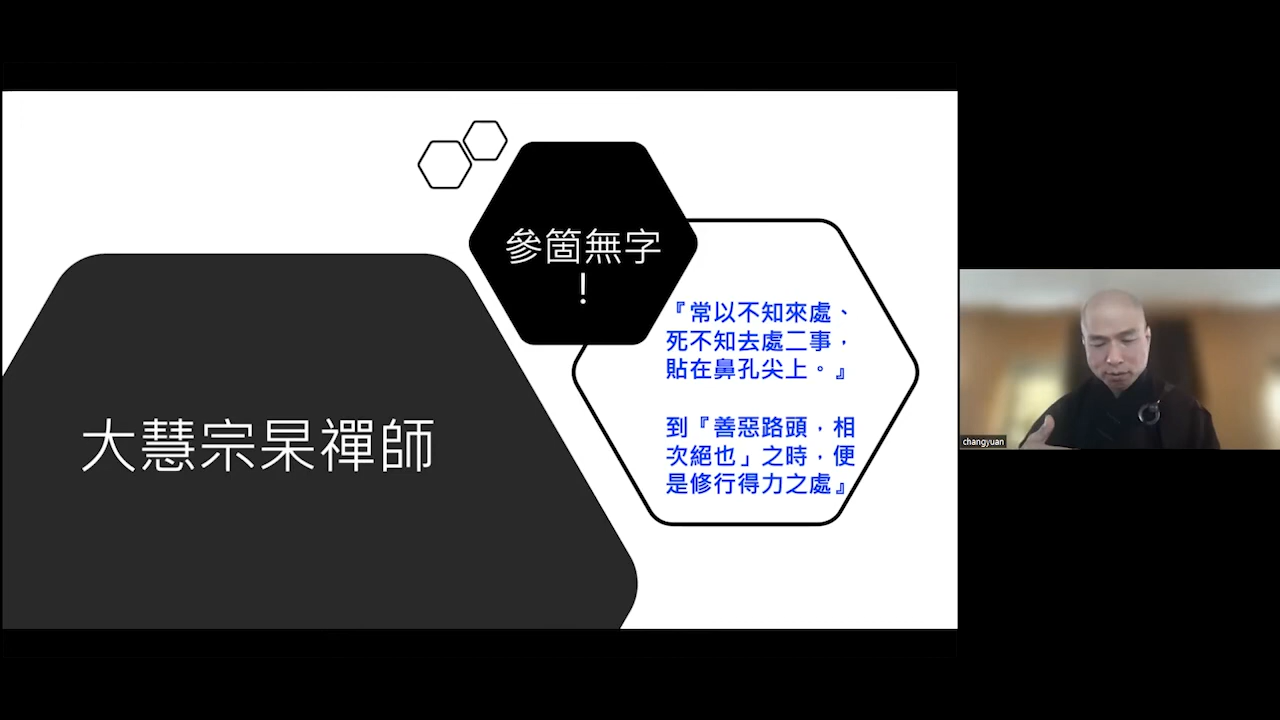 參箇無字
！
『常以不知來處、
死不知去處二事，
貼在鼻孔尖上。』
到『善惡路頭，相
次絕也」之時，便
是修行得力之處』
大慧宗杲禪師
changyuan